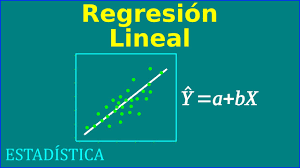 Regresión
Lineal
Ŷ=a+bX
ESTADÍSTICA